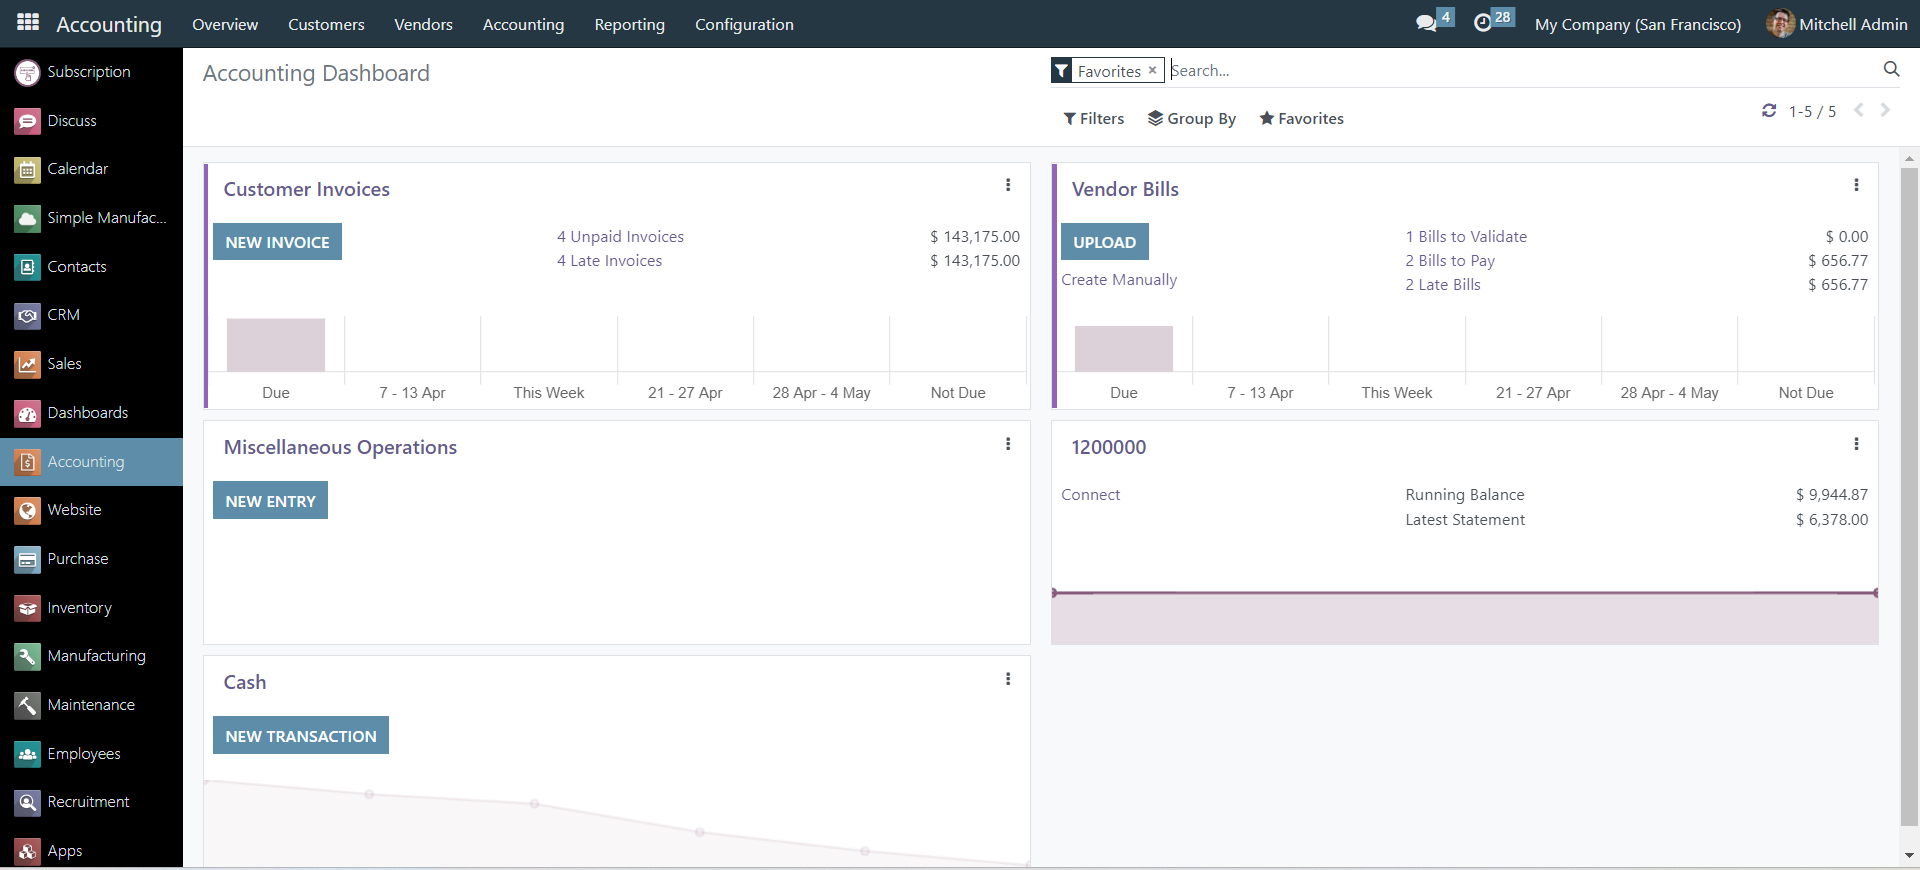 Accounting Overview Customers Vendors Accounting Reporting Configuration 4 28 My Company (San Francisco) Mitchell Admin
Subscription
Discuss
Calendar
Simple Manufac...
Contacts
CRM
Sales
Dashboards
Accounting
Website
Purchase
Inventory
Manufacturing
Maintenance
Employees
Recruitment
Apps
Accounting Dashboard
Favorites × Search...
Filters Group By Favorites
1-5 / 5
Customer Invoices
NEW INVOICE
4 Unpaid Invoices $ 143,175.00
4 Late Invoices $ 143,175.00
Due 7 - 13 Apr This Week 21 - 27 Apr 28 Apr - 4 May Not Due
Vendor Bills
UPLOAD
Create Manually
1 Bills to Validate $ 0.00
2 Bills to Pay $ 656.77
2 Late Bills $ 656.77
Due 7 - 13 Apr This Week 21 - 27 Apr 28 Apr - 4 May Not Due
Miscellaneous Operations
NEW ENTRY
1200000
Connect
Running Balance $ 9,944.87
Latest Statement $ 6,378.00
Cash
NEW TRANSACTION